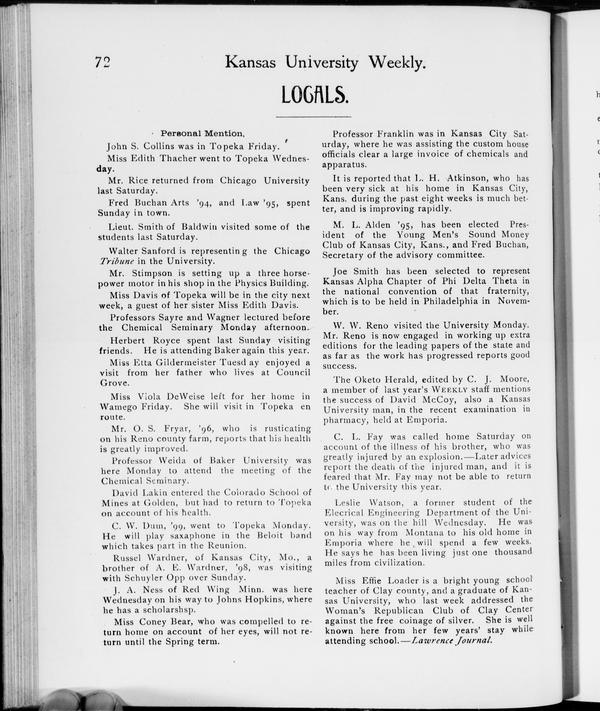 72
Kansas University Weekly.
LOCALS.
Personal Mention.
John S. Collins was in Topeka Friday.
Miss Edith Thacher went to Topeka Wednes-
day.
Mr. Rice returned from Chicago University
last Saturday.
Fred Buchan Arts '94, and Law '95, spent
Sunday in town.
Lieut. Smith of Baldwin visited some of the
students last Saturday.
Walter Sanford is representing the Chicago
Tribune in the University.
Mr. Stimpson is setting up a three horse-
power motor in his shop in the Physics Building.
Miss Davis of Topeka will be in the city next
week, a guest of her sister Miss Edith Davis.
Professors Sayre and Wagner lectured before
the Chemical Seminary Monday afternoon.
Herbert Royce spent last Sunday visiting
friends. He is attending Baker again this year.
Miss Etta Gildermeister Tuesd ay enjoyed a
visit from her father who lives at Council
Grove.
Miss Viola DeWeise left for her home in
Wamego Friday. She will visit in Topeka en
route.
Mr. O. S. Fryar, '96, who is rusticating
on his Reno county farm, reports that his health
is greatly improved.
Professor Weida of Baker University was
here Monday to attend the meeting of the
Chemical Seminary.
David Lakin entered the Colorado School of
Mines at Golden, but had to return to Topeka
on account of his health.
C. W. Dum, '99, went to Topeka Monday.
He will play saxaphone in the Beloit band
which takes part in the Reunion.
Russel Wardner, of Kansas City, Mo., a
brother of A. E. Wardner, '98, was visiting
with Schuyler Opp over Sunday.
J. A. Ness of Red Wing Minn. was here
Wednesday on his way to Johns Hopkins, where
he has a scholarshsp.
Miss Coney Bear, who was compelled to re-
turn home on account of her eyes, will not re-
turn until the Spring term.
Professor Franklin was in Kansas City Sat-
urday, where he was assisting the custom house
officials clear a large invoice of chemicals and
apparatus.
It is reported that L. H. Atkinson, who has
been very sick at his home in Kansas City,
Kans. during the past eight weeks is much bet-
ter, and is improving rapidly.
M. L. Alden '95, has been elected Pres-
ident of the Young Men's Sound Money
Club of Kansas City, Kans., and Fred Buchan,
Secretary of the advisory committee.
Joe Smith has been selected to represent
Kansas Alpha Chapter of Phi Delta Theta in
the national convention of that fraternity,
which is to be held in Philadelphia in Novem-
ber.
W. W. Reno visited the University Monday.
Mr. Reno is now engaged in working up extra
editions for the leading papers of the state and
as far as the work has progressed reports good
success.
The Oketo Herald, edited by C. J. Moore,
a member of last year's WEEKLY staff mentions
the success of David McCoy, also a Kansas
University man, in the recent examination in
pharmacy, held at Emporia.
C. L. Fay was called home Saturday on
account of the illness of his brother, who was
greatly injured by an explosion.—Later advices
report the death of the injured man, and it is
feared that Mr. Fay may not be able to return
to the University this year.
Leslie Watson, a former student of the
Elecrical Engineering Department of the Uni-
versity, was on the hill Wednesday. He was
on his way from Montana to his old home in
Emporia where he will spend a few weeks.
He says he has been living just one thousand
miles from civilization.
Miss Effie Loader is a bright young school
teacher of Clay county, and a graduate of Kan-
sas University, who last week addressed the
Woman's Republican Club of Clay Center
against the free coinage of silver. She is well
known here from her few years' stay while
attending school.—Lawrence Journal.